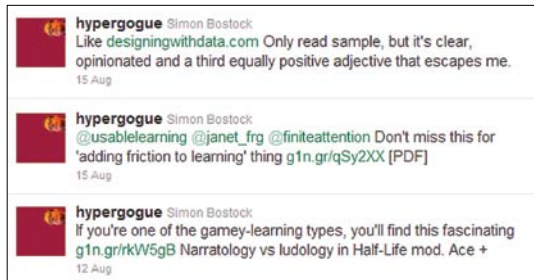 hypergogue Simon Bostock
Like designingwithdata.com Only read sample, but it's clear,
opinionated and a third equally positive adjective that escapes me.
15 Aug
hypergogue Simon Bostock
@usablelearning @janet_frg @finiteattention Don't miss this for
'adding friction to learning' thing g1n.gr/qSy2XX [PDF]
15 Aug
hypergogue Simon Bostock
If you're one of the gamey-learning types, you'll find this fascinating
g1n.gr/rkW5gB Narratology vs ludology in Half-Life mod. Ace +
12 Aug